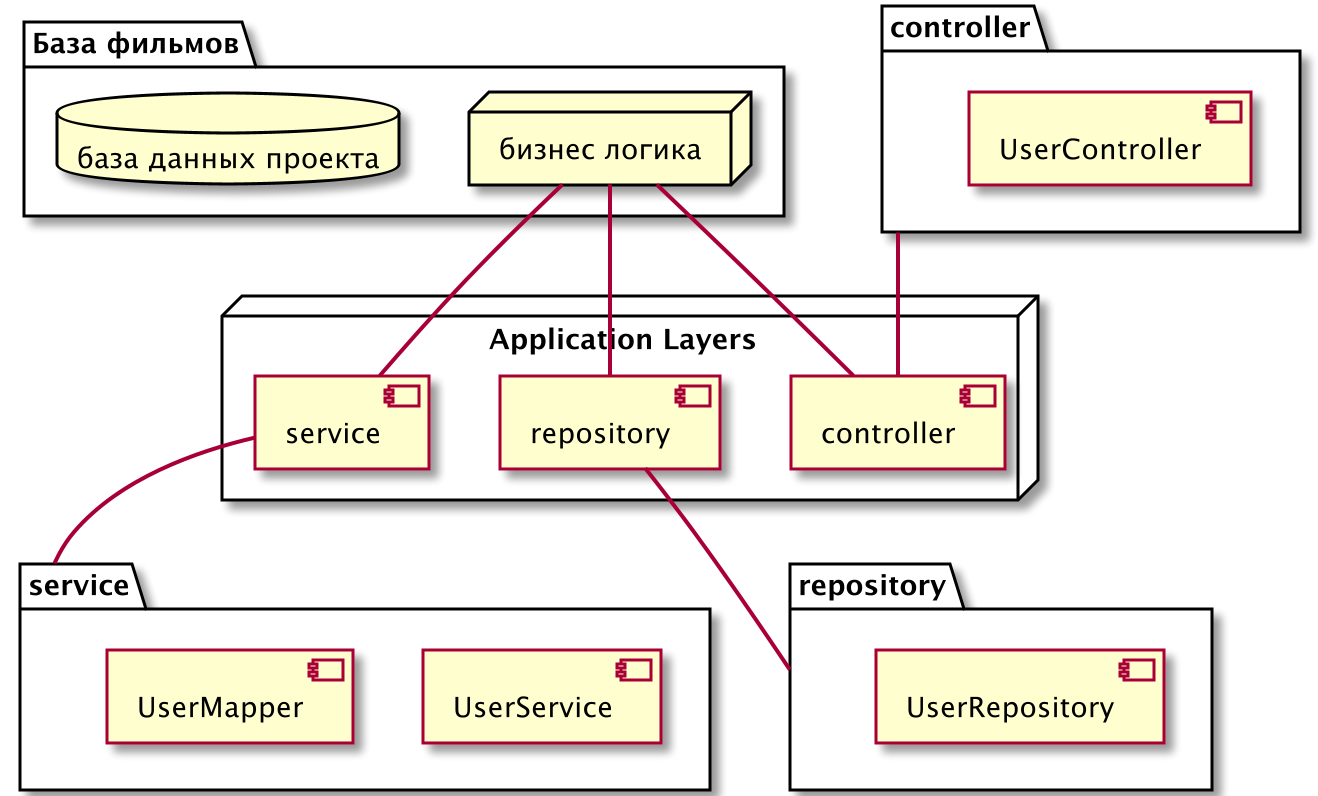 База фильмов
база данных проекта
бизнес логика
controller
UserController
Application Layers
service
repository
controller
service
UserMapper
UserService
repository
UserRepository